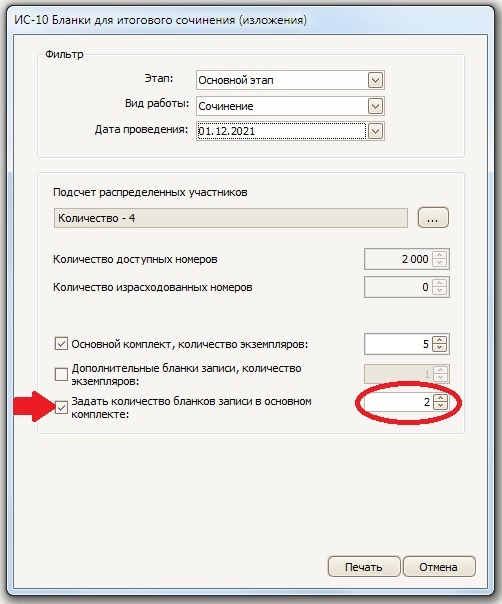 ИС-10 Бланки для итогового сочинения (изложения)
Фильтр
Этап: Основной этап
Вид работы: Сочинение
Дата проведения: 01.12.2021
Подсчет распределенных участников
Количество - 4 ...
Количество доступных номеров 2 000
Количество израсходованных номеров 0
Основной комплект, количество экземпляров: 5
Дополнительные бланки записи, количество
экземпляров: 1
Задать количество бланков записи в основном
комплекте: 2
Печать Отмена